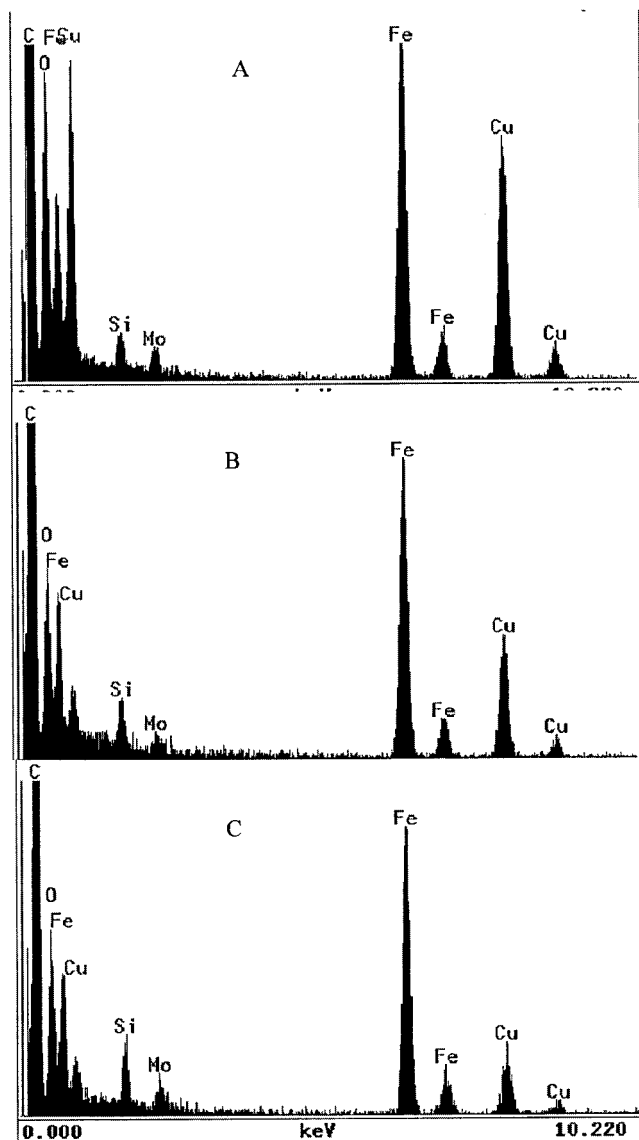 C Fe Cu Fe
O A
Cu
Si Mo Fe Cu
C
B Fe
O
Fe
Cu Cu
Si Mo Fe Cu
C
C Fe
O
Fe
Cu Cu
Si Mo Fe Cu
0.000 keV 10.220